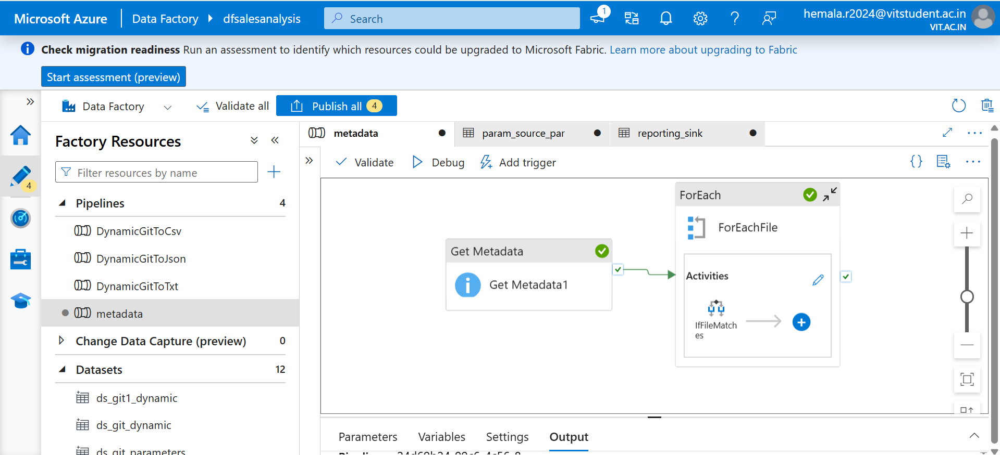 Microsoft Azure
Data Factory
dfsalesanalysis
Search
1
hemala.r2024@vitstudent.ac.in
VIT.AC.IN
Check migration readiness Run an assessment to identify which resources could be upgraded to Microsoft Fabric. Learn more about upgrading to Fabric
Start assessment (preview)
Data Factory
Validate all
Publish all 4
4
Factory Resources
Filter resources by name
Pipelines 4
DynamicGitToCsv
DynamicGitToJson
DynamicGitToTxt
metadata
Change Data Capture (preview) 0
Datasets 12
ds_git1_dynamic
ds_git_dynamic
ds_git_parameters
metadata
param_source_par
reporting_sink
Validate
Debug
Add trigger
Get Metadata
Get Metadata1
ForEach
ForEachFile
Activities
IfFileMatch
es
Parameters
Variables
Settings
Output